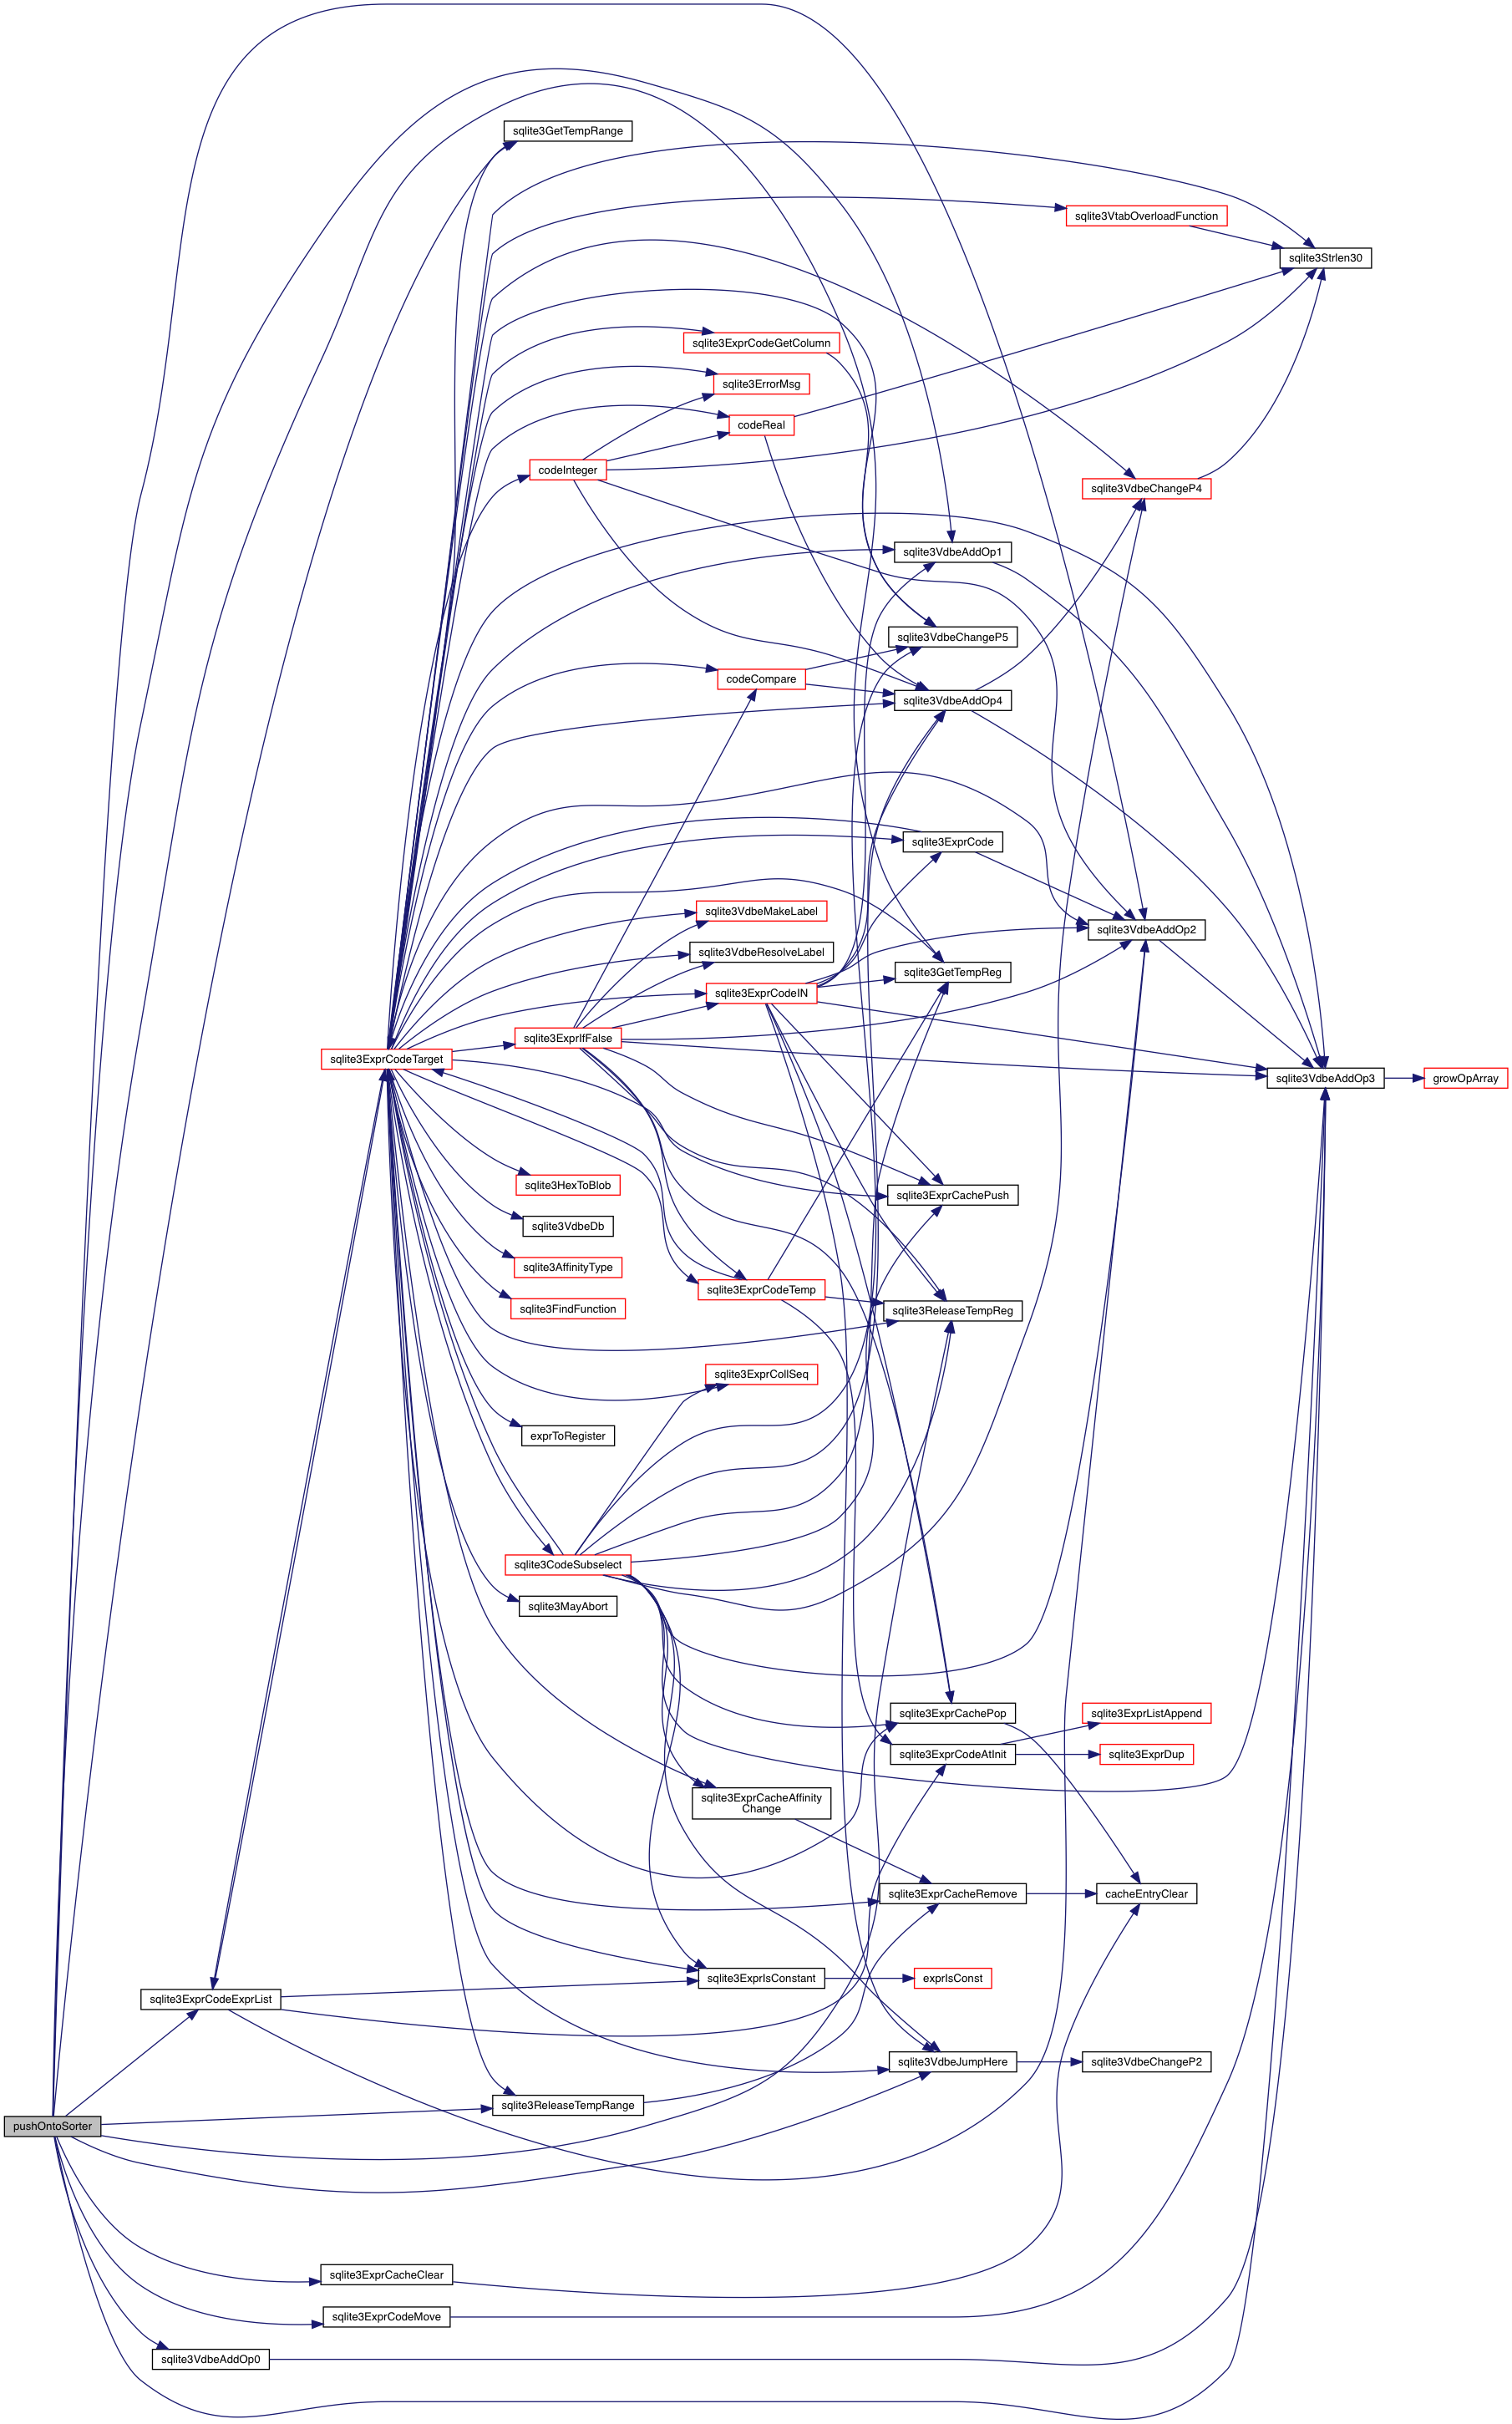 sqlite3GetTempRange
sqlite3VtabOverloadFunction
sqlite3Strlen30
sqlite3ExprCodeGetColumn
sqlite3ErrorMsg
codeReal
codeInteger
sqlite3VdbeChangeP4
sqlite3VdbeAddOp1
sqlite3VdbeChangeP5
codeCompare
sqlite3VdbeAddOp4
sqlite3ExprCode
sqlite3VdbeMakeLabel
sqlite3VdbeAddOp2
sqlite3VdbeResolveLabel
sqlite3GetTempReg
sqlite3ExprCodeIN
sqlite3ExprIfFalse
sqlite3ExprCodeTarget
sqlite3VdbeAddOp3
growOpArray
sqlite3HexToBlob
sqlite3ExprCachePush
sqlite3VdbeDb
sqlite3AffinityType
sqlite3ExprCodeTemp
sqlite3FindFunction
sqlite3ReleaseTempReg
sqlite3ExprCollSeq
exprToRegister
sqlite3CodeSubselect
sqlite3MayAbort
sqlite3ExprCachePop
sqlite3ExprListAppend
sqlite3ExprCodeAtInit
sqlite3ExprDup
sqlite3ExprCacheAffinity
Change
sqlite3ExprCacheRemove
cacheEntryClear
sqlite3ExprIsConstant
exprIsConst
sqlite3ExprCodeExprList
sqlite3VdbeJumpHere
sqlite3VdbeChangeP2
sqlite3ReleaseTempRange
pushOntoSorter
sqlite3ExprCacheClear
sqlite3ExprCodeMove
sqlite3VdbeAddOp0